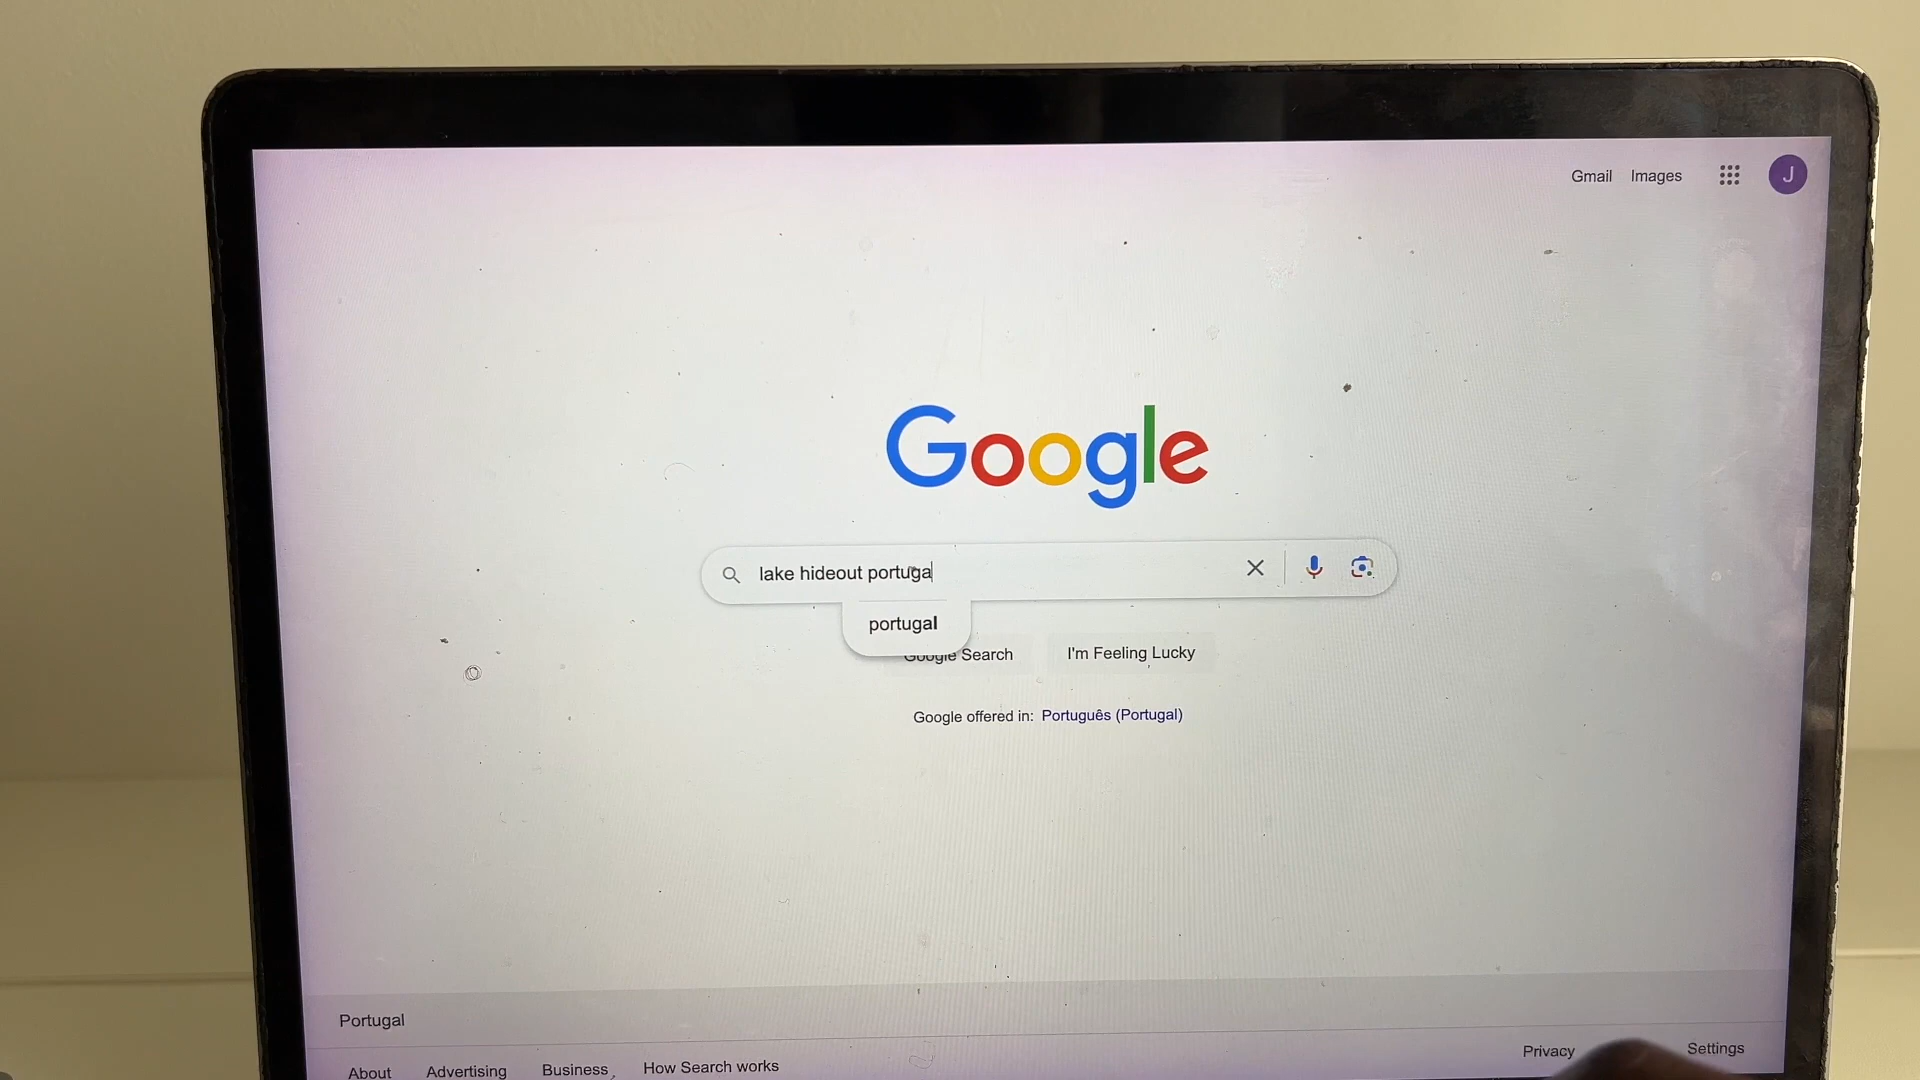 Gmail Images
J
Google
lake hideout portuga
portugal
Google Search I'm Feeling Lucky
Google offered in: Português (Portugal)
Portugal
About Advertising Business How Search works Privacy Settings